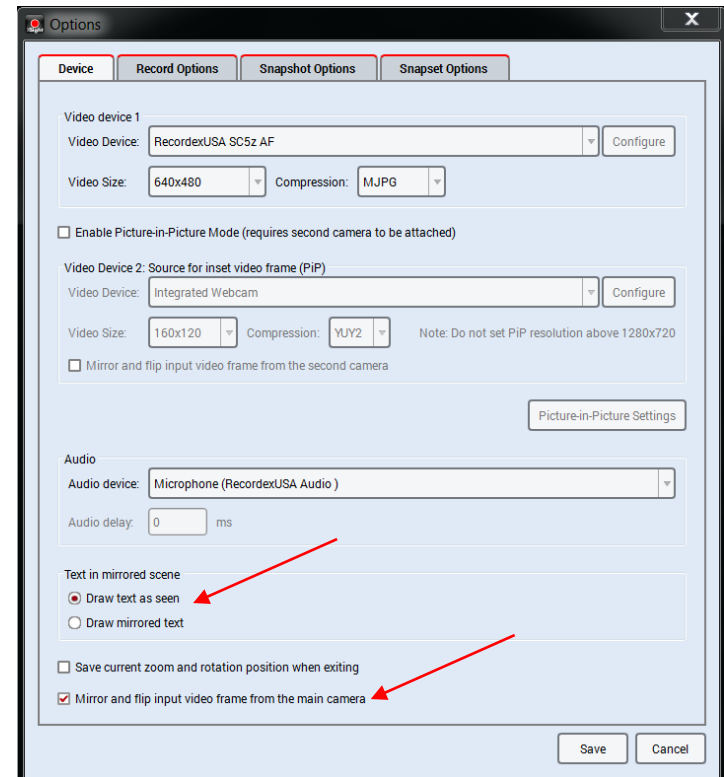 Options
X
Device Record Options Snapshot Options Snapset Options
Video device 1
Video Device: RecordexUSA SC5z AF Configure
Video Size: 640x480 Compression: MJPG
Enable Picture-in-Picture Mode (requires second camera to be attached)
Video Device 2: Source for inset video frame (PiP)
Video Device: Integrated Webcam Configure
Video Size: 160x120 Compression: YUY2 Note: Do not set PiP resolution above 1280x720
Mirror and flip input video frame from the second camera
Picture-in-Picture Settings
Audio
Audio device: Microphone (RecordexUSA Audio )
Audio delay: 0 ms
Text in mirrored scene
Draw text as seen
Draw mirrored text
Save current zoom and rotation position when exiting
Mirror and flip input video frame from the main camera
Save Cancel